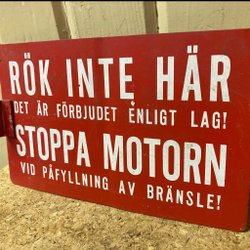 RÖK INTE HÄR
DET ÄR FÖRBJUDET ENLIGT LAG!
STOPPA MOTORN
VID PÅFYLLNING AV BRÄNSLE!